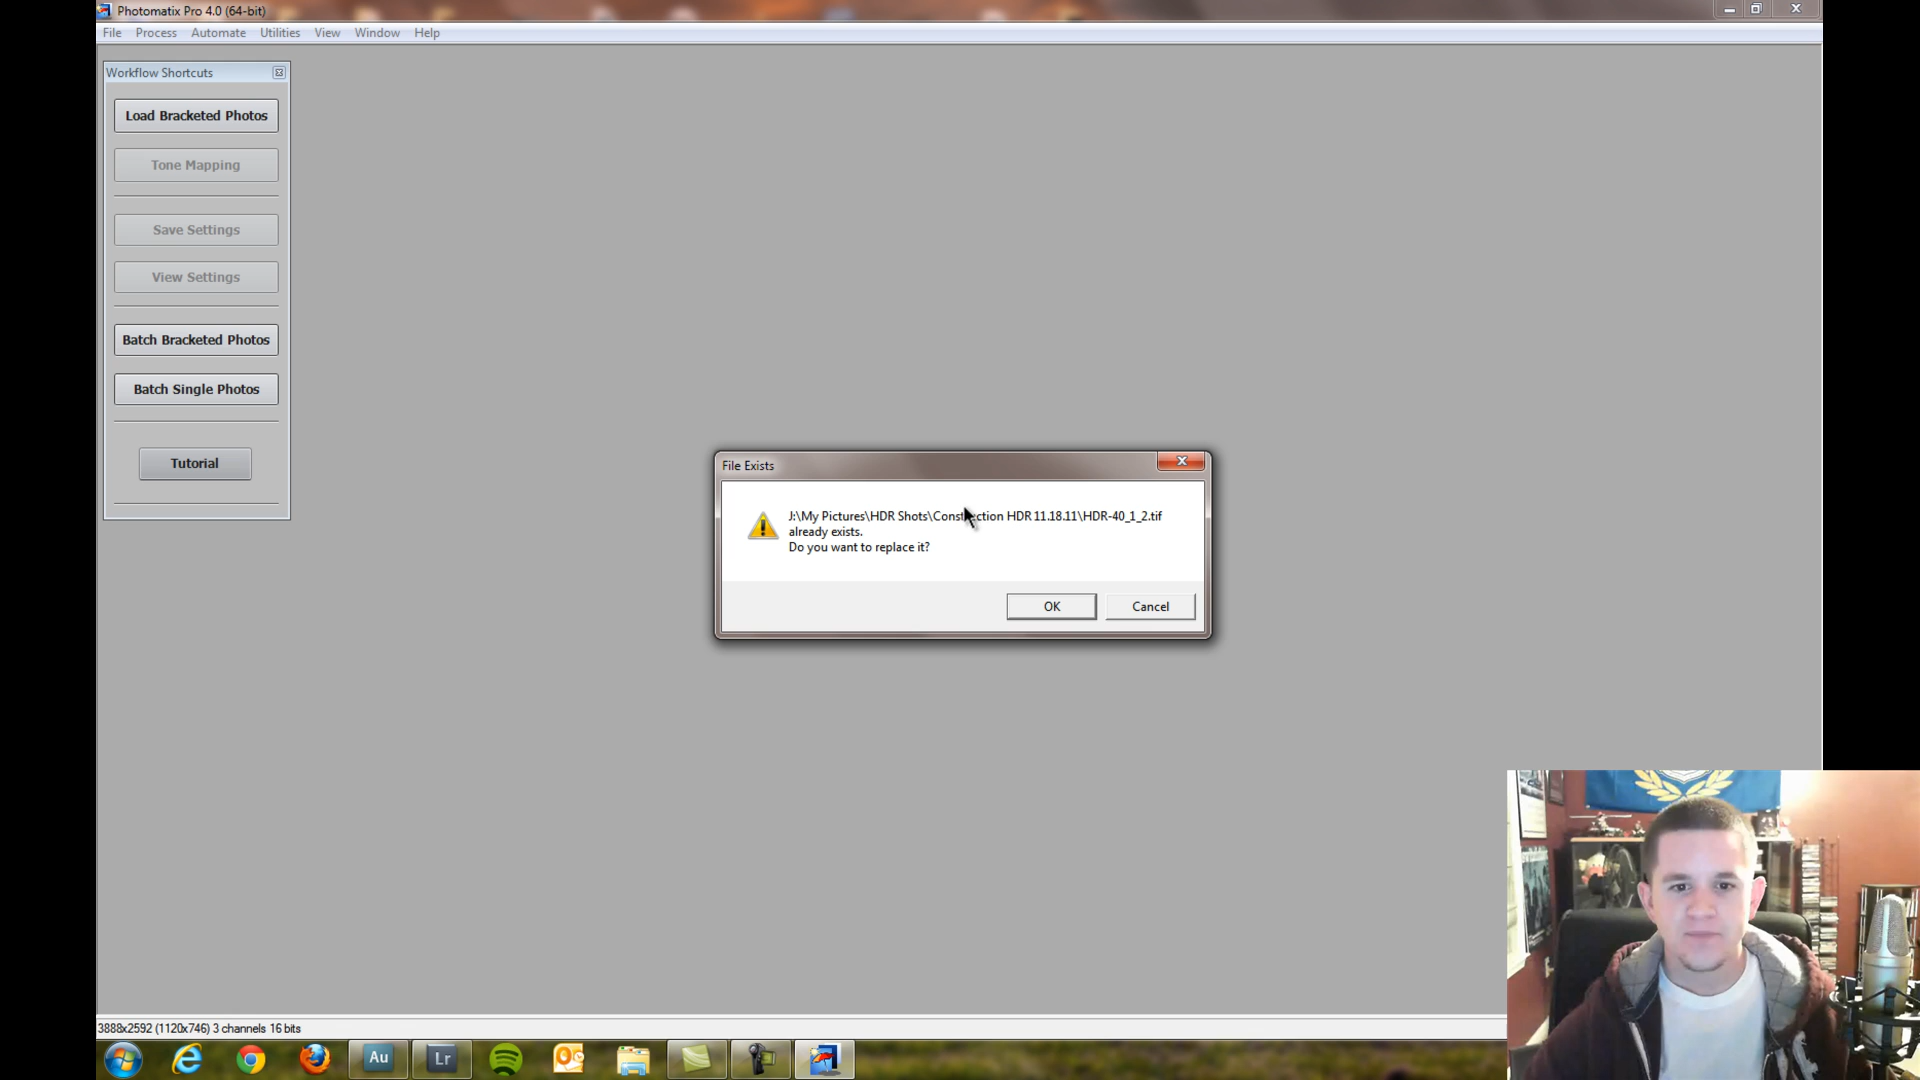 Photomatix Pro 4.0 (64-bit)
File Process Automate Utilities View Window Help
Workflow Shortcuts
Load Bracketed Photos
Tone Mapping
Save Settings
View Settings
Batch Bracketed Photos
Batch Single Photos
Tutorial
File Exists
J:\My Pictures\HDR Shots\Construction HDR 11.18.11\HDR-40_1_2.tif
already exists.
Do you want to replace it?
OK Cancel
3888x2592 (1120x746) 3 channels 16 bits
Au Lr